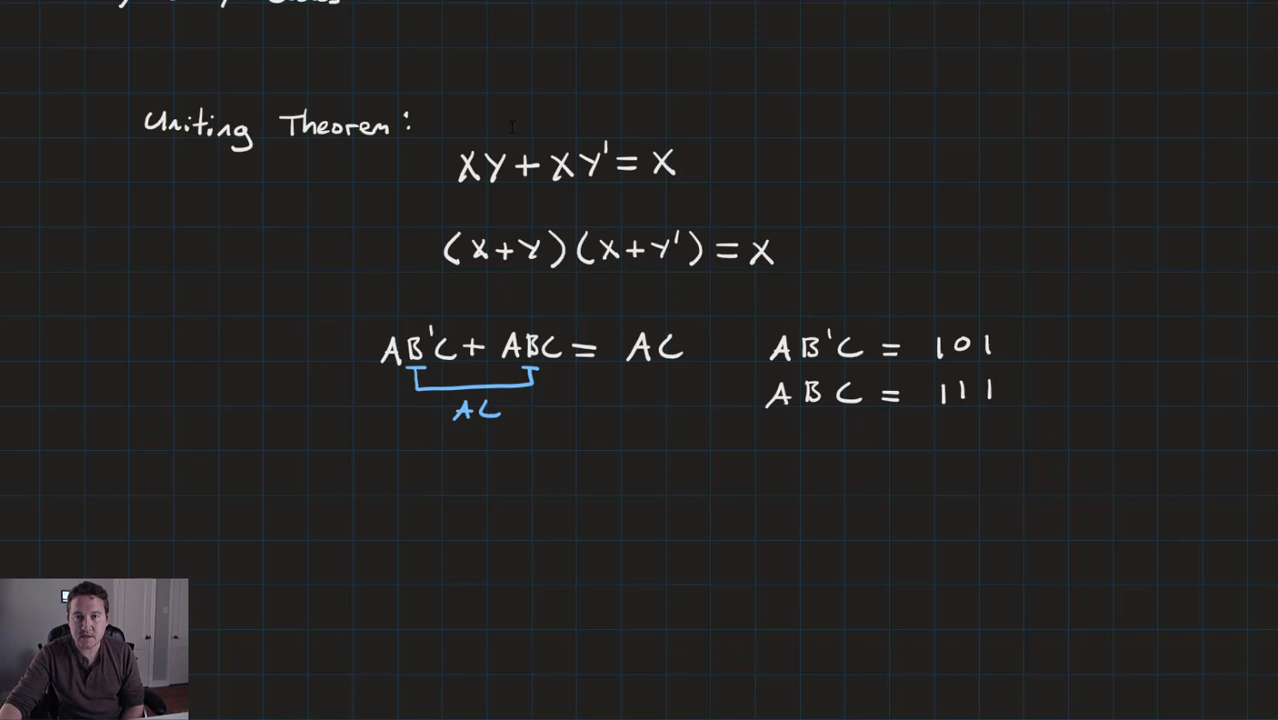 Uniting Theorem:
XY + XY' = X
(X+Y)(X+Y') = X
AB'C + ABC = AC
AC
AB'C = 101
ABC = 111